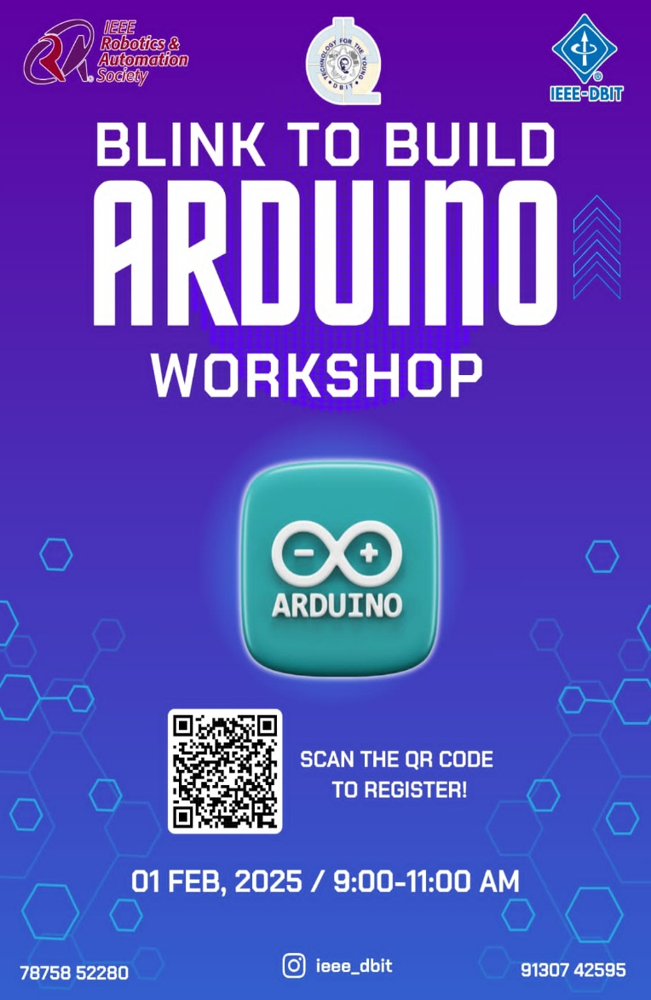 IEEE
Robotics &
Automation
Society
TECHNOLOGY FOR THE YOUNG
• DBIT •
IEEE-DBIT
BLINK TO BUILD
ARDUINO
WORKSHOP
ARDUINO
SCAN THE QR CODE
TO REGISTER!
01 FEB, 2025 / 9:00-11:00 AM
78758 52280
ieee_dbit
91307 42595